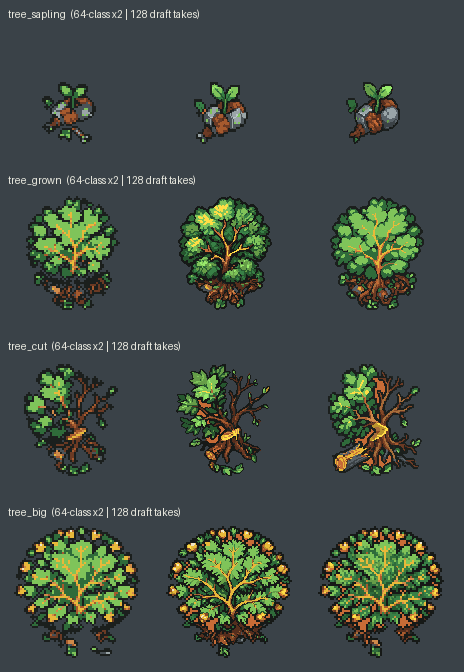 tree_sapling (64-class x2 | 128 draft takes)
tree_grown (64-class x2 | 128 draft takes)
tree_cut (64-class x2 | 128 draft takes)
tree_big (64-class x2 | 128 draft takes)